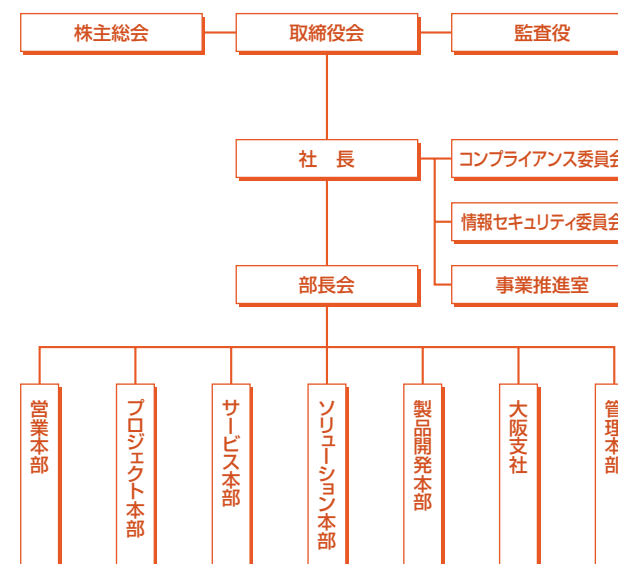 株主総会
取締役会
監査役
社 長
コンプライアンス委員会
情報セキュリティ委員会
部長会
事業推進室
営業本部
プロジェクト本部
サービス本部
ソリューション本部
製品開発本部
大阪支社
管理本部